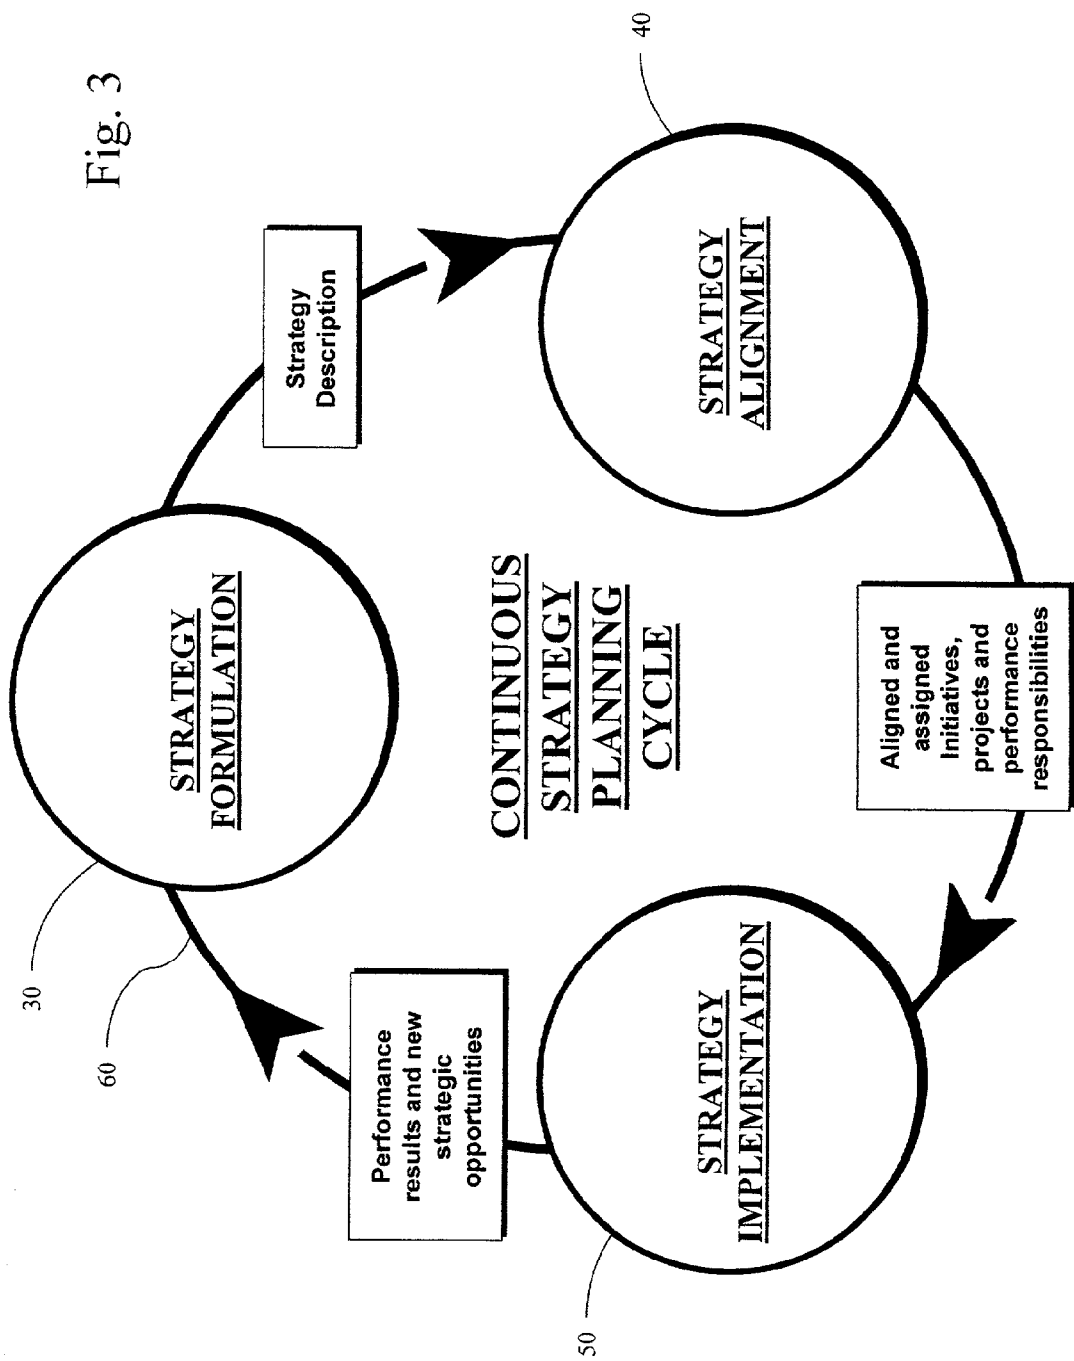 Fig. 3
30
STRATEGY
FORMULATION
60
Strategy
Description
40
STRATEGY
ALIGNMENT
CONTINUOUS
STRATEGY
PLANNING
CYCLE
Performance
results and new
strategic
opportunities
50
STRATEGY
IMPLEMENTATION
Aligned and
assigned
Initiatives,
projects and
performance
responsibilities